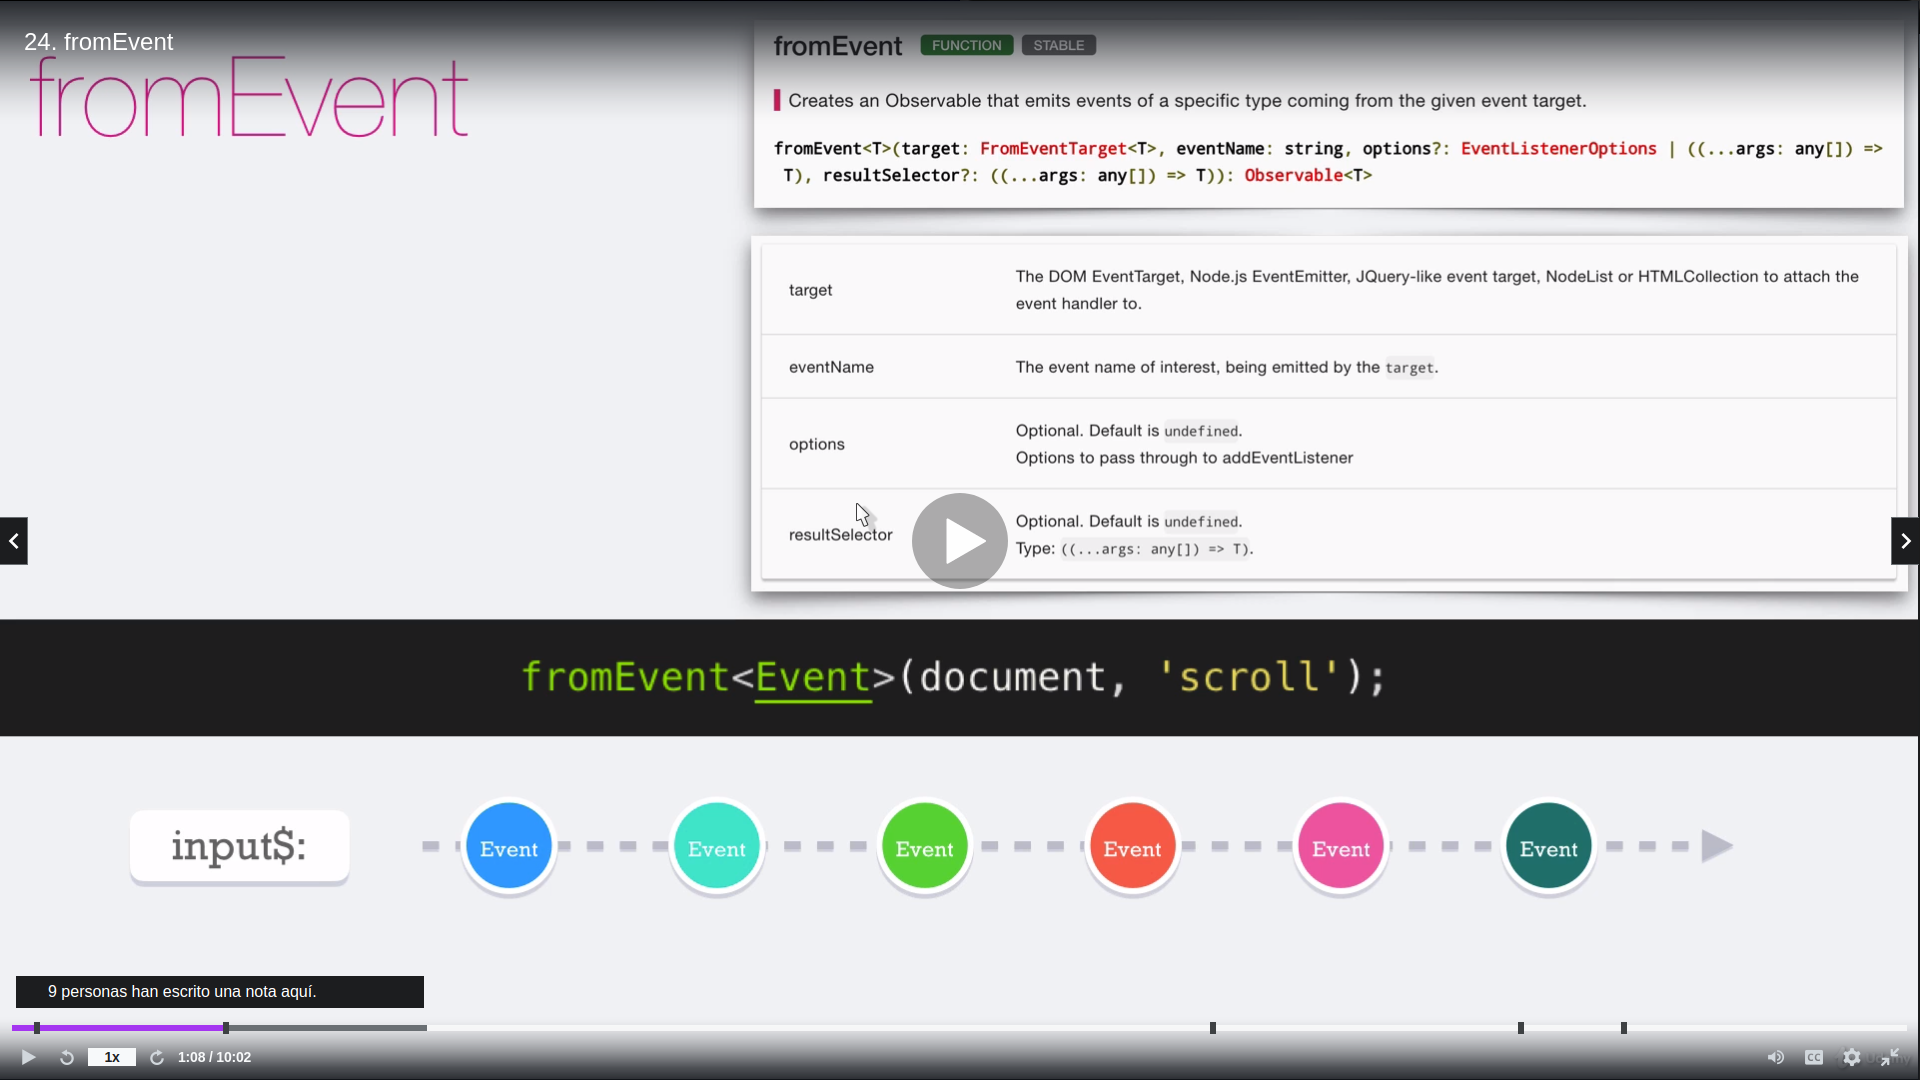 24. fromEvent
fromEvent
fromEvent FUNCTION STABLE
Creates an Observable that emits events of a specific type coming from the given event target.
fromEvent<T>(target: FromEventTarget<T>, eventName: string, options?: EventListenerOptions | ((...args: any[]) =>
T), resultSelector?: ((...args: any[]) => T)): Observable<T>
target
The DOM EventTarget, Node.js EventEmitter, JQuery-like event target, NodeList or HTMLCollection to attach the
event handler to.
eventName
The event name of interest, being emitted by the target.
options
Optional. Default is undefined.
Options to pass through to addEventListener
resultSelector
Optional. Default is undefined.
Type: ((...args: any[]) => T).
fromEvent<Event>(document, 'scroll');
input$:
Event Event Event Event Event Event
9 personas han escrito una nota aquí.
1x 1:08 / 10:02 CC